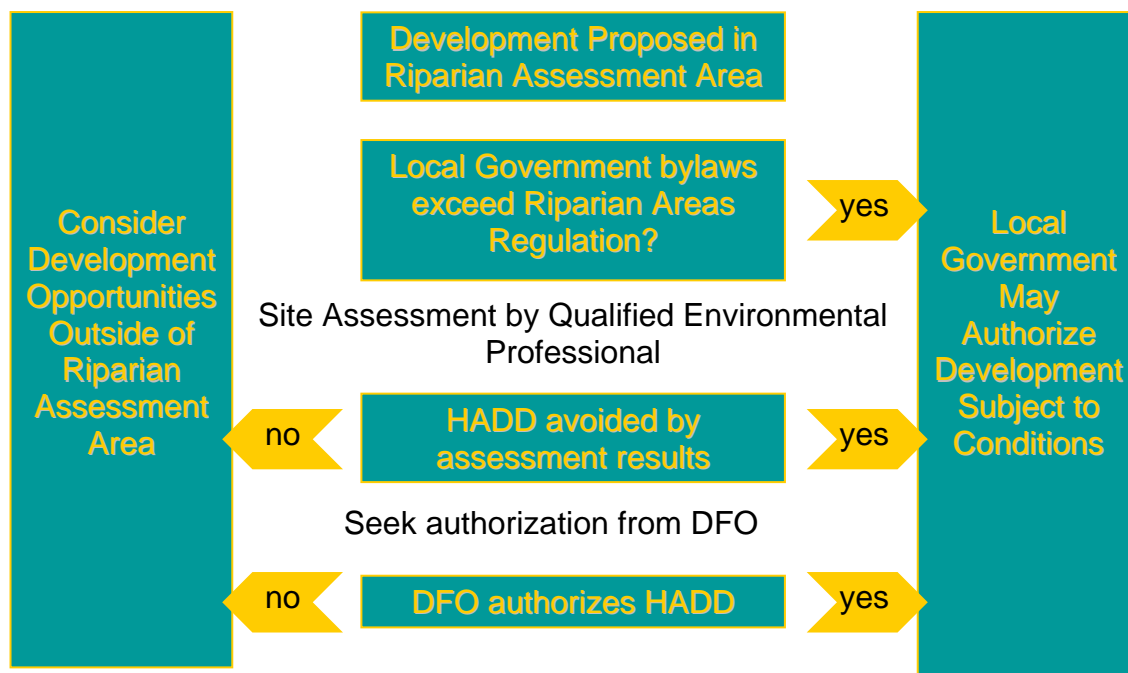 Development Proposed in
Riparian Assessment Area
Local Government bylaws
exceed Riparian Areas
Regulation?
yes
Consider
Development
Opportunities
Outside of
Riparian
Assessment
Area
Local
Government
May
Authorize
Development
Subject to
Conditions
Site Assessment by Qualified Environmental
Professional
no
HADD avoided by
assessment results
yes
Seek authorization from DFO
no
DFO authorizes HADD
yes